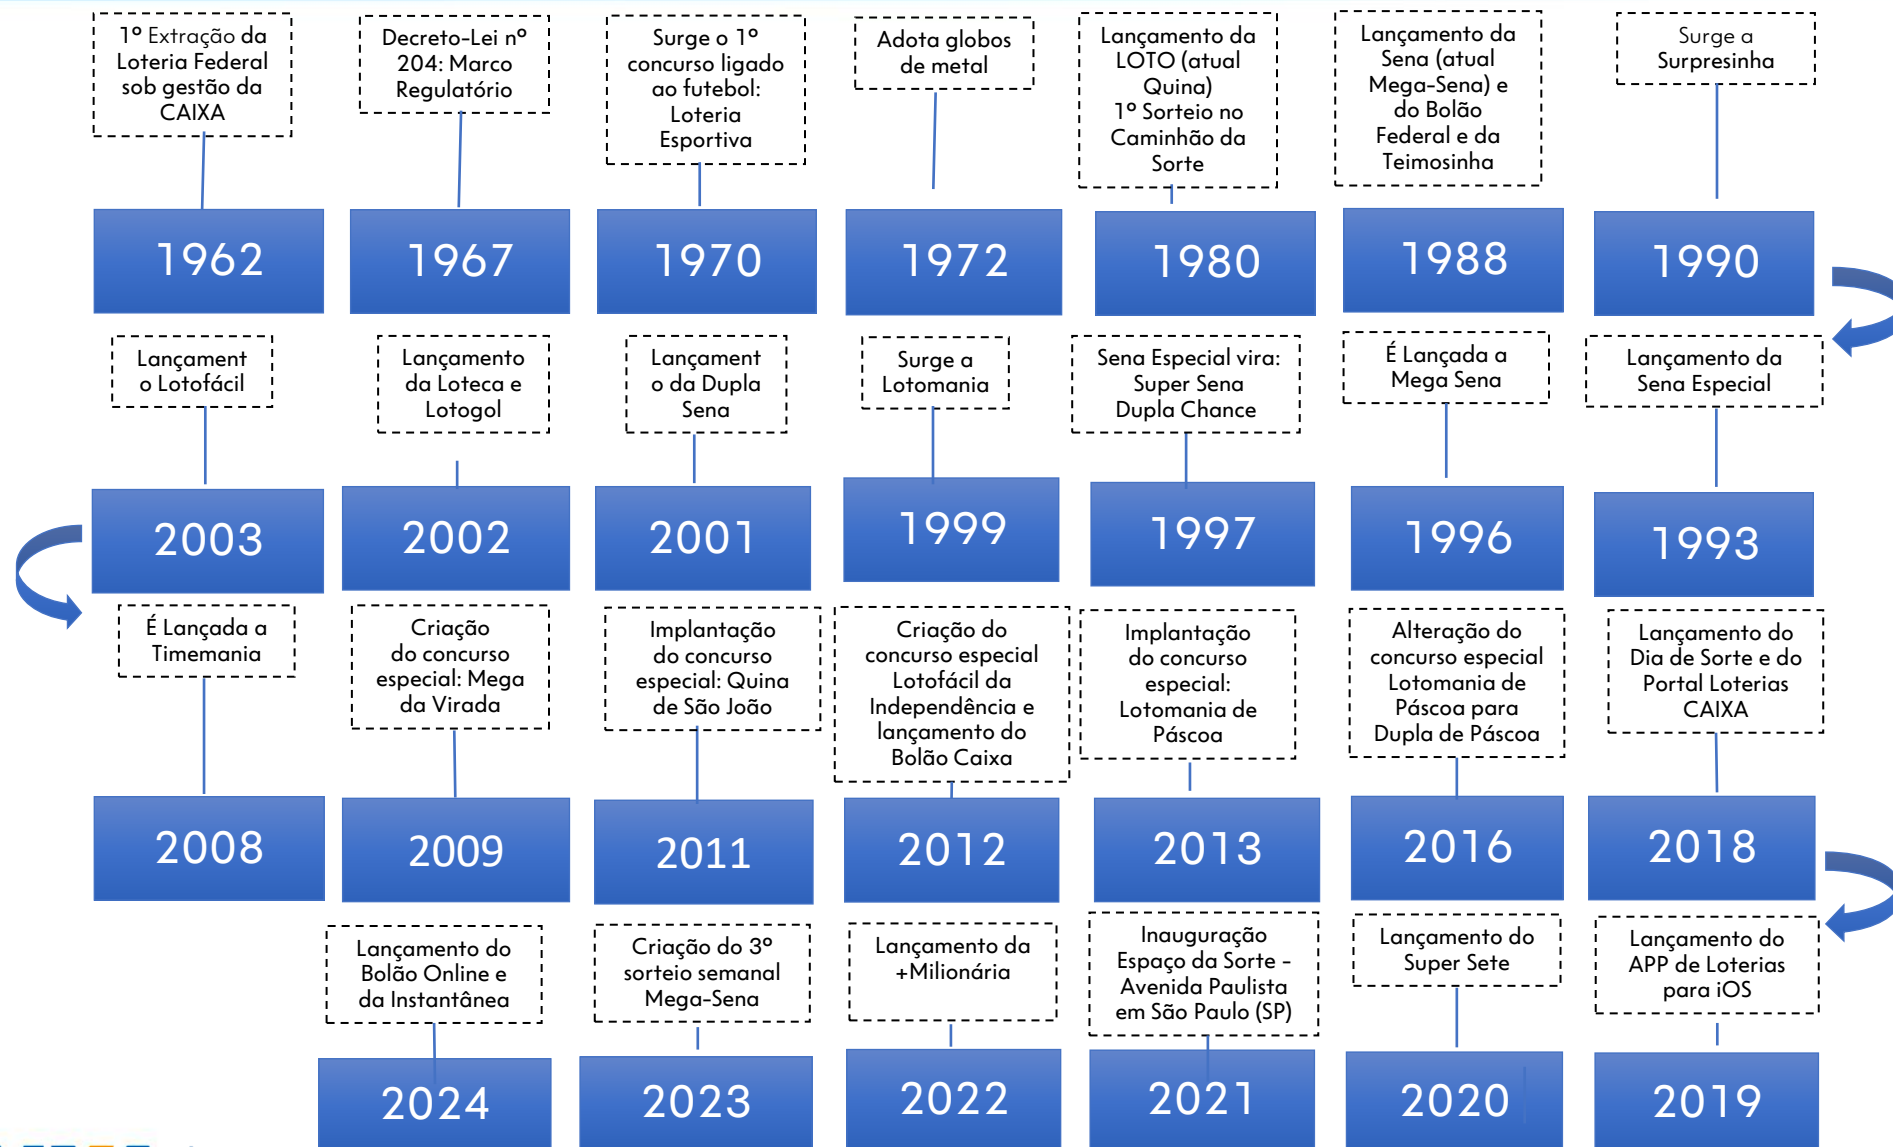 1º Extração da
Loteria Federal
sob gestão da
CAIXA
1962
Decreto-Lei nº
204: Marco
Regulatório
1967
Surge o 1º
concurso ligado
ao futebol:
Loteria
Esportiva
1970
Adota globos
de metal
1972
Lançamento da
LOTO (atual
Quina)
1º Sorteio no
Caminhão da
Sorte
1980
Lançamento da
Sena (atual
Mega-Sena) e
do Bolão
Federal e da
Teimosinha
1988
Surge a
Surpresinha
1990
Lançamento da
Sena Especial
1993
É Lançada a
Mega Sena
1996
Sena Especial vira:
Super Sena
Dupla Chance
1997
Surge a
Lotomania
1999
Lançament
o da Dupla
Sena
2001
Lançamento
da Loteca e
Lotogol
2002
Lançament
o Lotofácil
2003
É Lançada a
Timemania
2008
Criação
do concurso
especial: Mega
da Virada
2009
Implantação
do concurso
especial: Quina
de São João
2011
Criação do
concurso especial
Lotofácil da
Independência e
lançamento do
Bolão Caixa
2012
Implantação
do concurso
especial:
Lotomania de
Páscoa
2013
Alteração do
concurso especial
Lotomania de
Páscoa para
Dupla de Páscoa
2016
Lançamento do
Dia de Sorte e do
Portal Loterias
CAIXA
2018
Lançamento do
APP de Loterias
para iOS
2019
Lançamento do
Super Sete
2020
Inauguração
Espaço da Sorte -
Avenida Paulista
em São Paulo (SP)
2021
Lançamento da
+Milionária
2022
Criação do 3º
sorteio semanal
Mega-Sena
2023
Lançamento do
Bolão Online e
da Instantânea
2024